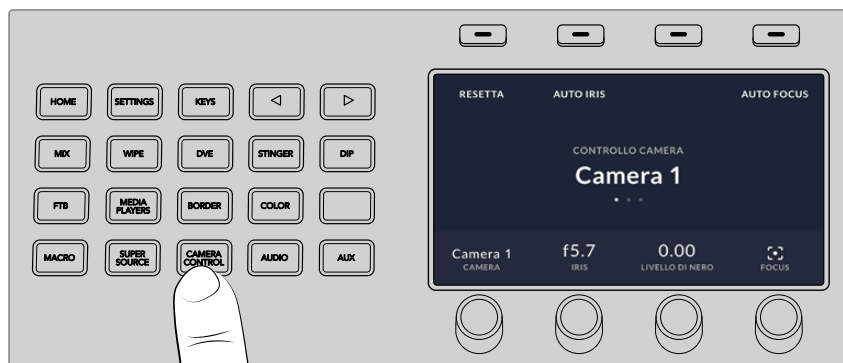 HOME SETTINGS KEYS
MIX WIPE DVE STINGER DIP
FTB MEDIA PLAYERS BORDER COLOR
MACRO SUPER SOURCE CAMERA CONTROL AUDIO AUX
RESETTA AUTO IRIS AUTO FOCUS
CONTROLLO CAMERA
Camera 1
Camera 1 f5.7 0.00
CAMERA IRIS LIVELLO DI NERO FOCUS